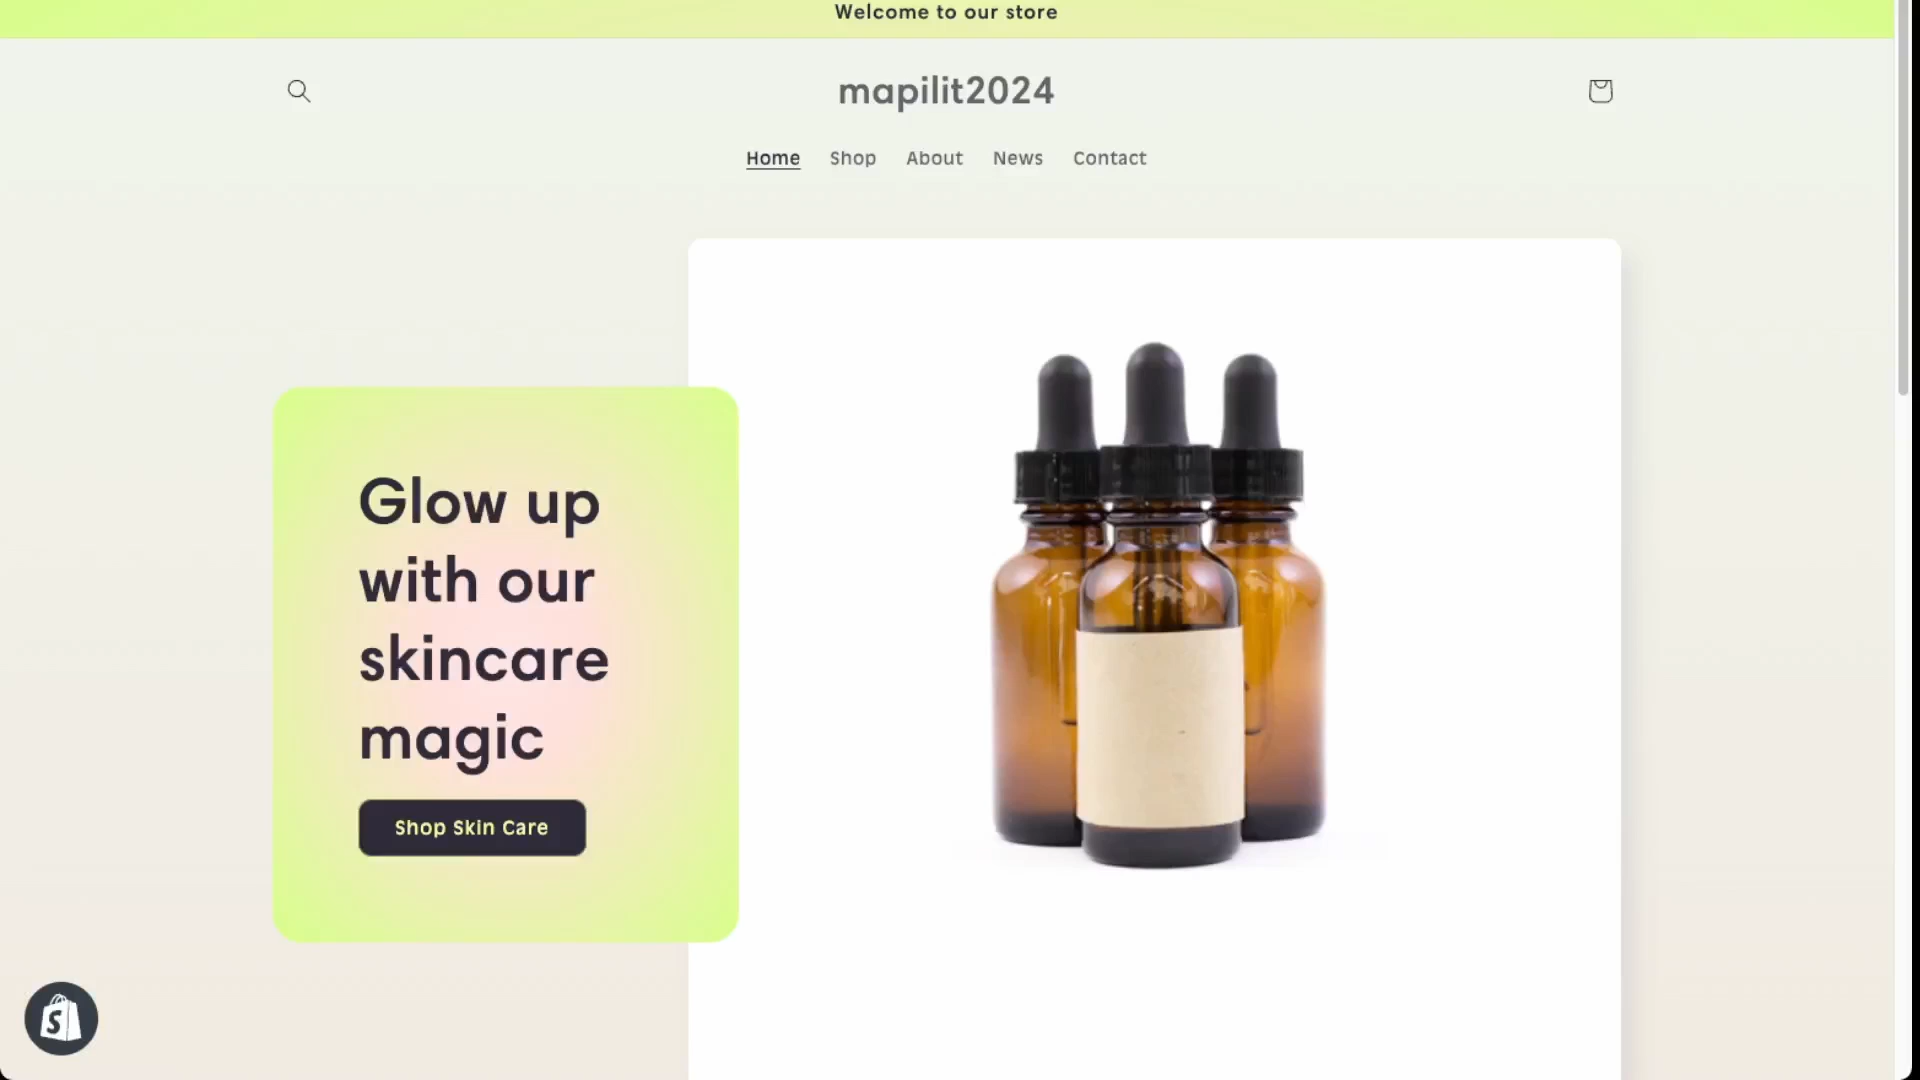 Welcome to our store
mapilit2024
Home Shop About News Contact
Glow up
with our
skincare
magic
Shop Skin Care